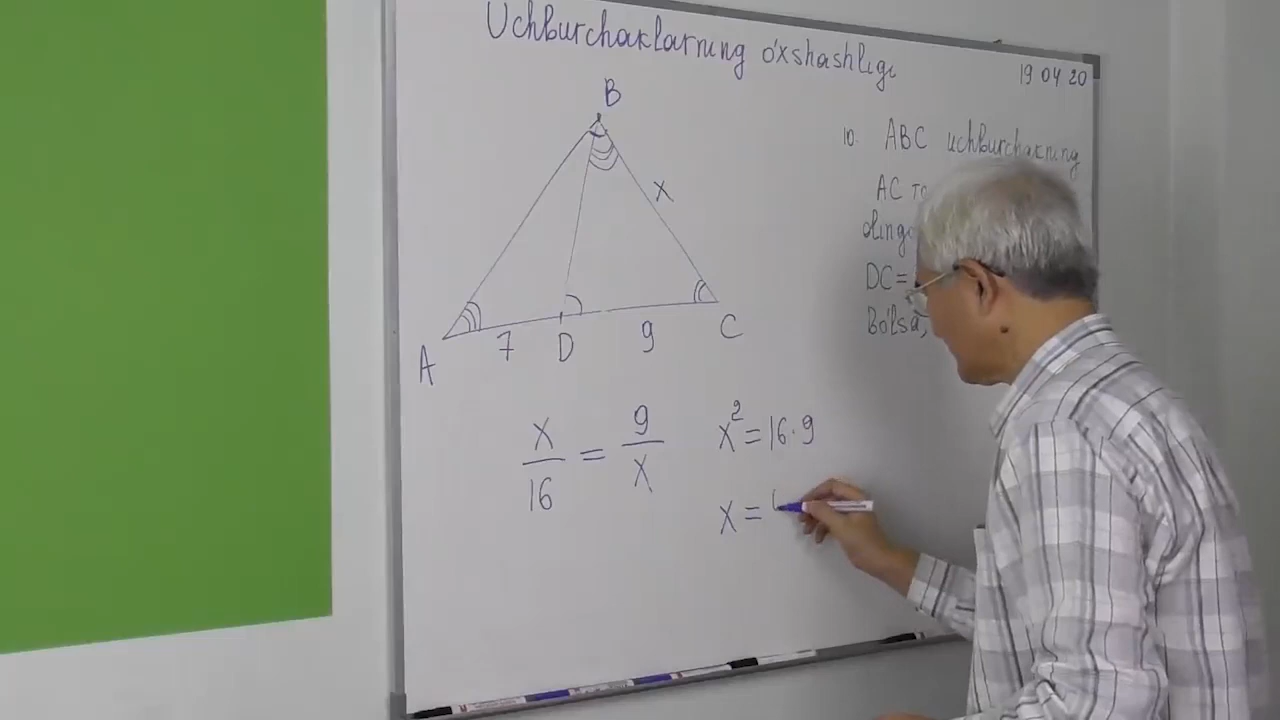 Uchburchaklarning o'xshashligi
19 04 20
B
10. ABC uchburchakning
AC
X
DC=
Bo'lsa,
A 7 D 9 C
x/16 = 9/x
x² = 16·9
x =